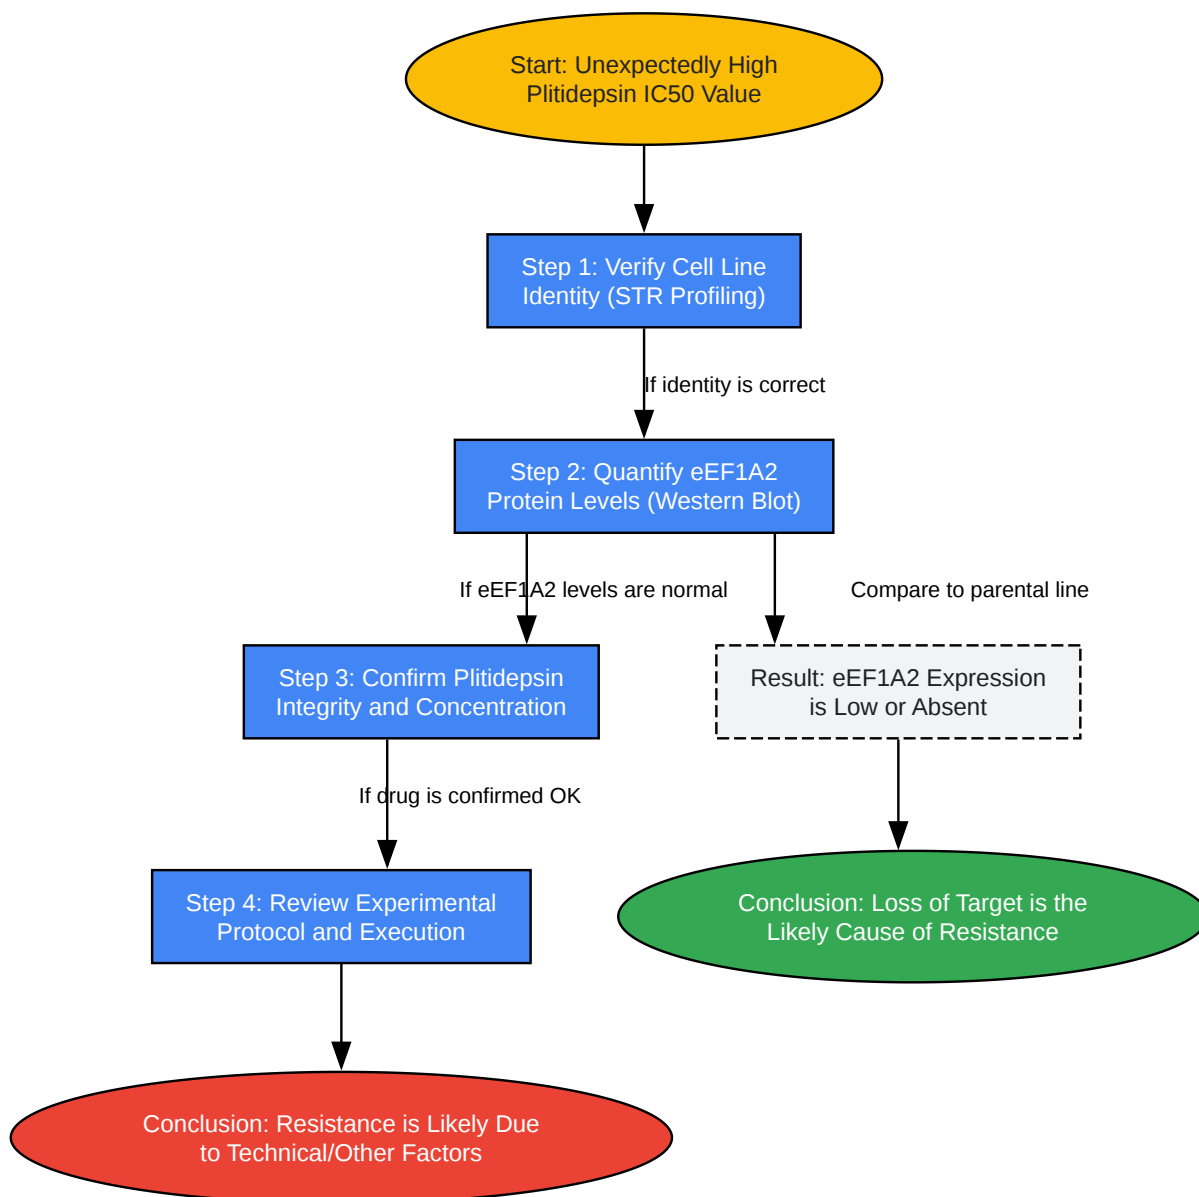 Start: Unexpectedly High
Plitidepsin IC50 Value
Step 1: Verify Cell Line
Identity (STR Profiling)
If identity is correct
Step 2: Quantify eEF1A2
Protein Levels (Western Blot)
If eEF1A2 levels are normal
Compare to parental line
Step 3: Confirm Plitidepsin
Integrity and Concentration
Result: eEF1A2 Expression
is Low or Absent
If drug is confirmed OK
Step 4: Review Experimental
Protocol and Execution
Conclusion: Loss of Target is the
Likely Cause of Resistance
Conclusion: Resistance is Likely Due
to Technical/Other Factors